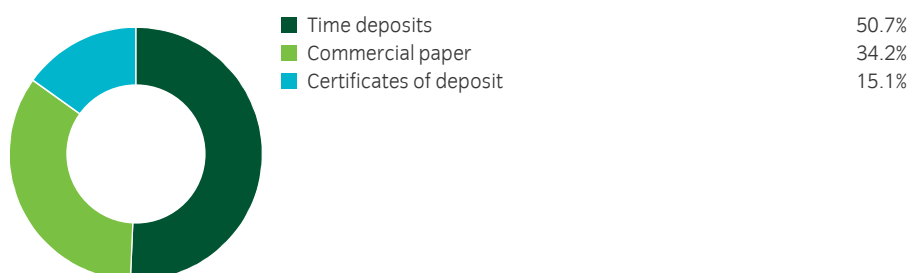 Time deposits 50.7%
Commercial paper 34.2%
Certificates of deposit 15.1%